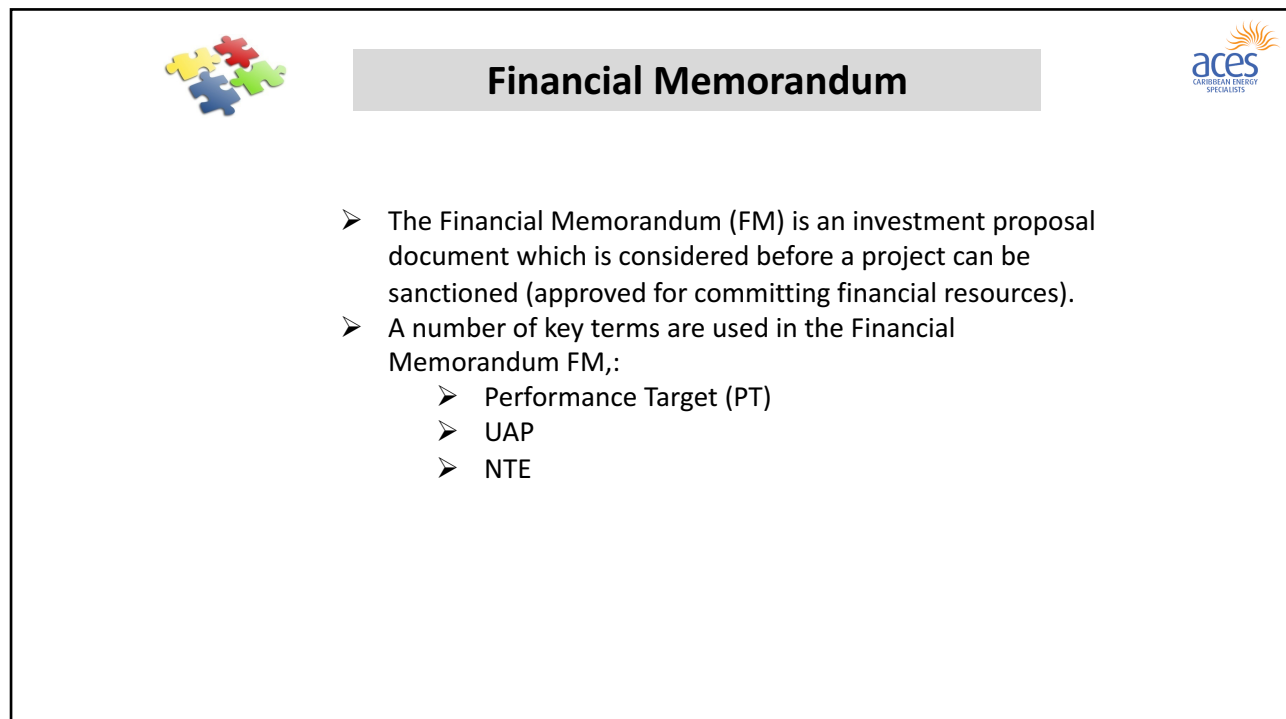 Financial Memorandum
aces
CARIBBEAN ENERGY
SPECIALISTS
➢ The Financial Memorandum (FM) is an investment proposal
document which is considered before a project can be
sanctioned (approved for committing financial resources).
➢ A number of key terms are used in the Financial
Memorandum FM,:
➢ Performance Target (PT)
➢ UAP
➢ NTE